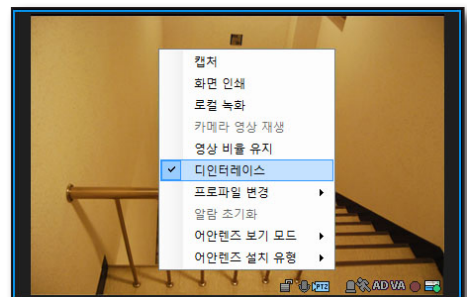 캡처
화면 인쇄
로컬 녹화
카메라 영상 재생
영상 비율 유지
디인터레이스
프로파일 변경
알람 초기화
어안렌즈 보기 모드
어안렌즈 설치 유형
PTZ AD VA